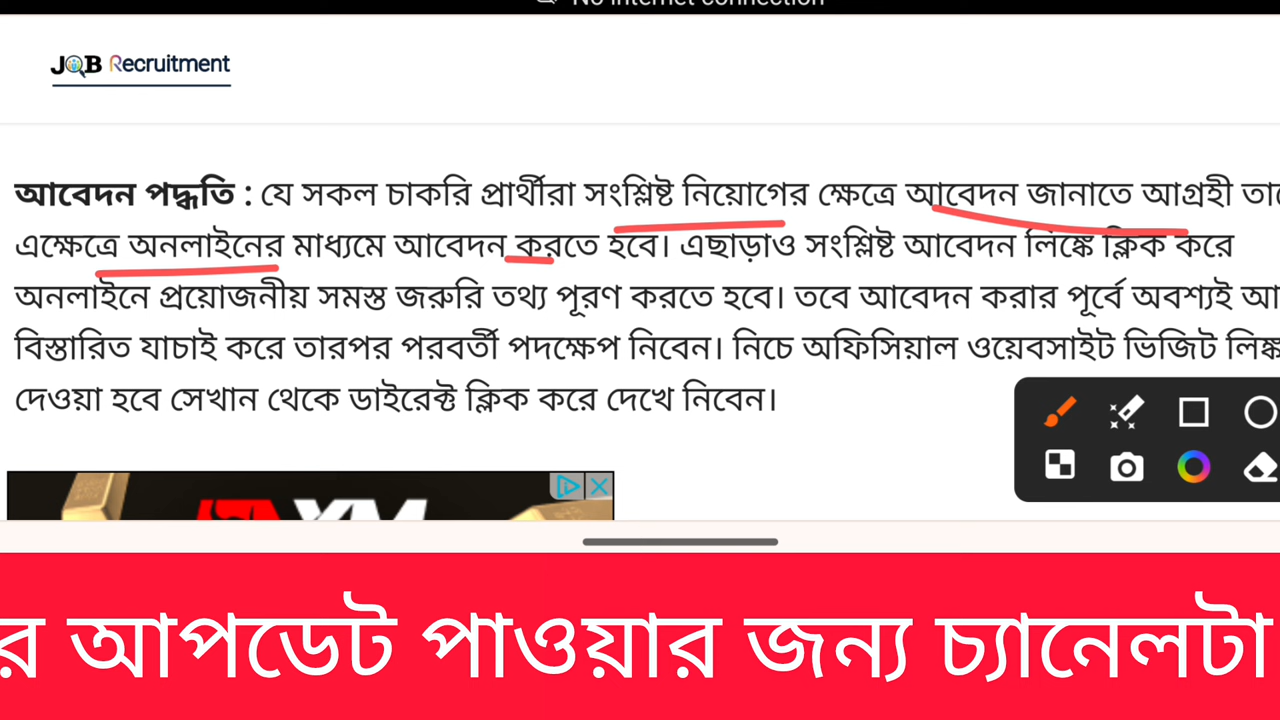 No internet connection
JOB Recruitment
আবেদন পদ্ধতি : যে সকল চাকরি প্রার্থীরা সংশ্লিষ্ট নিয়োগের ক্ষেত্রে আবেদন জানাতে আগ্রহী
এক্ষেত্রে অনলাইনের মাধ্যমে আবেদন করতে হবে। এছাড়াও সংশ্লিষ্ট আবেদন লিঙ্কে ক্লিক করে
অনলাইনে প্রয়োজনীয় সমস্ত জরুরি তথ্য পূরণ করতে হবে। তবে আবেদন করার পূর্বে অবশ্যই
বিস্তারিত যাচাই করে তারপর পরবর্তী পদক্ষেপ নিবেন। নিচে অফিসিয়াল ওয়েবসাইট ভিজিট লিঙ্ক
দেওয়া হবে সেখান থেকে ডাইরেক্ট ক্লিক করে দেখে নিবেন।
XM
র আপডেট পাওয়ার জন্য চ্যানেলটা